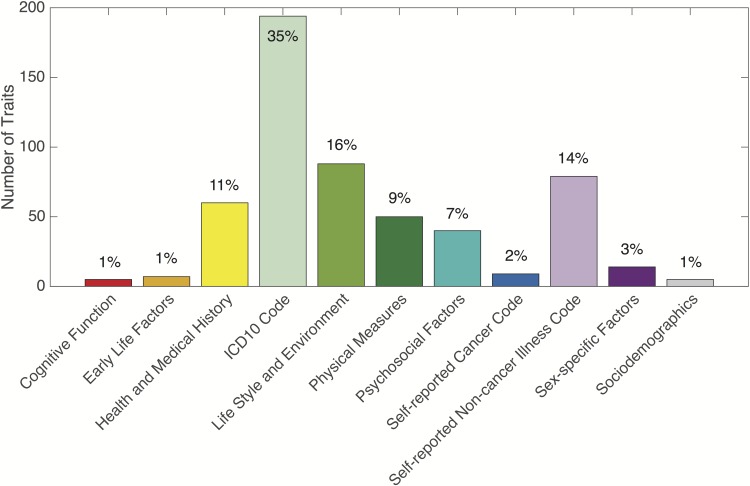 200
150
100
50
0
Number of Traits
1%
1%
11%
35%
16%
9%
7%
2%
14%
3%
1%
Cognitive Function
Early Life Factors
Health and Medical History
ICD10 Code
Life Style and Environment
Physical Measures
Psychosocial Factors
Self-reported Cancer Code
Self-reported Non-cancer Illness Code
Sex-specific Factors
Sociodemographics